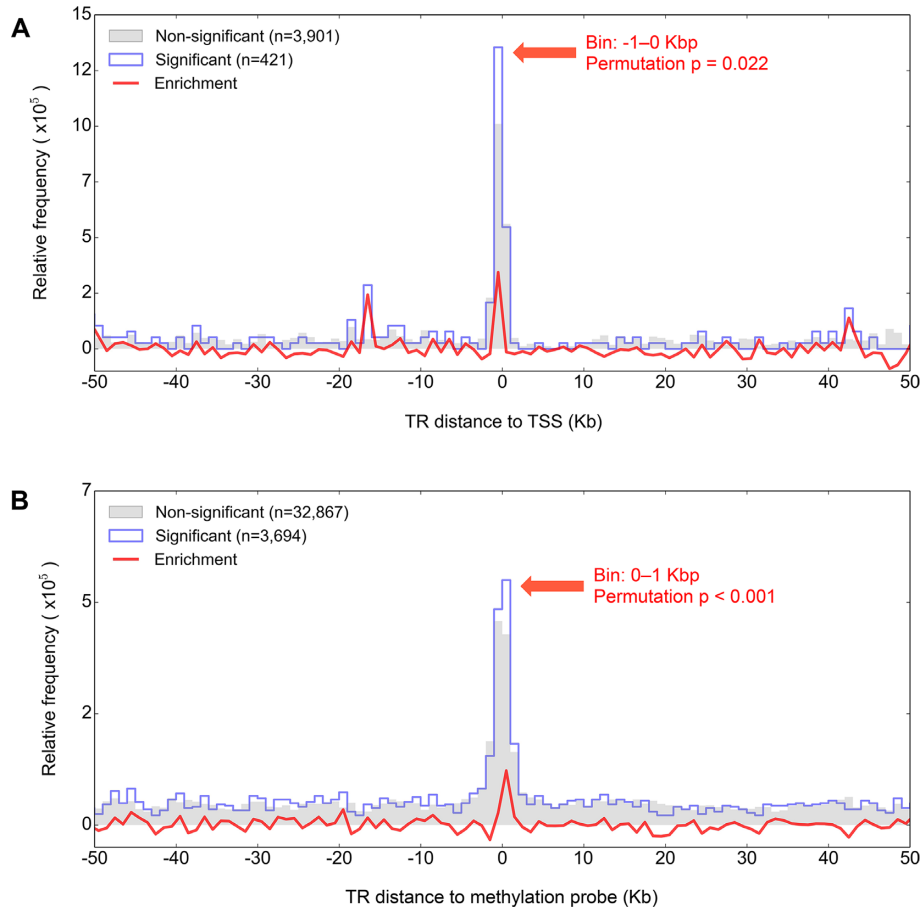 A
15
12
10
7
5
2
0
Relative frequency ( x10⁵)
Non-significant (n=3,901)
Significant (n=421)
Enrichment
Bin: -1–0 Kbp
Permutation p = 0.022
-50 -40 -30 -20 -10 0 10 20 30 40 50
TR distance to TSS (Kb)
B
7
5
2
0
Relative frequency ( x10⁵)
Non-significant (n=32,867)
Significant (n=3,694)
Enrichment
Bin: 0–1 Kbp
Permutation p < 0.001
-50 -40 -30 -20 -10 0 10 20 30 40 50
TR distance to methylation probe (Kb)